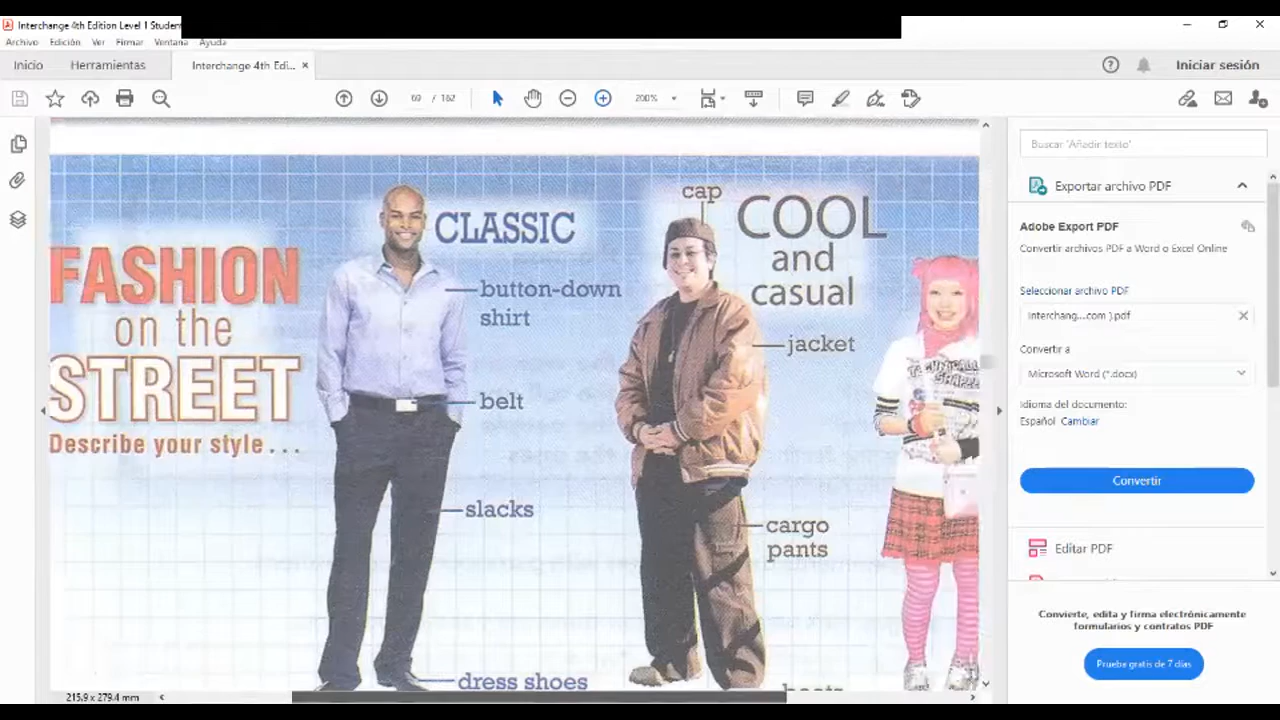 Interchange 4th Edition Level 1 Studen
Archivo Edición Ver Firmar Ventana Ayuda
Inicio Herramientas Interchange 4th Edi... × Iniciar sesión
69 / 162 200%
Buscar 'Añadir texto'
Exportar archivo PDF
Adobe Export PDF
Convertir archivos PDF a Word o Excel Online
Seleccionar archivo PDF
Interchang...com ).pdf
Convertir a
Microsoft Word (*.docx)
Idioma del documento:
Español Cambiar
Convertir
Editar PDF
Convierte, edita y firma electrónicamente
formularios y contratos PDF
Prueba gratis de 7 días
FASHION
on the
STREET
Describe your style...
CLASSIC
button-down
shirt
belt
slacks
dress shoes
cap
COOL
and
casual
jacket
cargo
pants
boots
215,9 x 279,4 mm